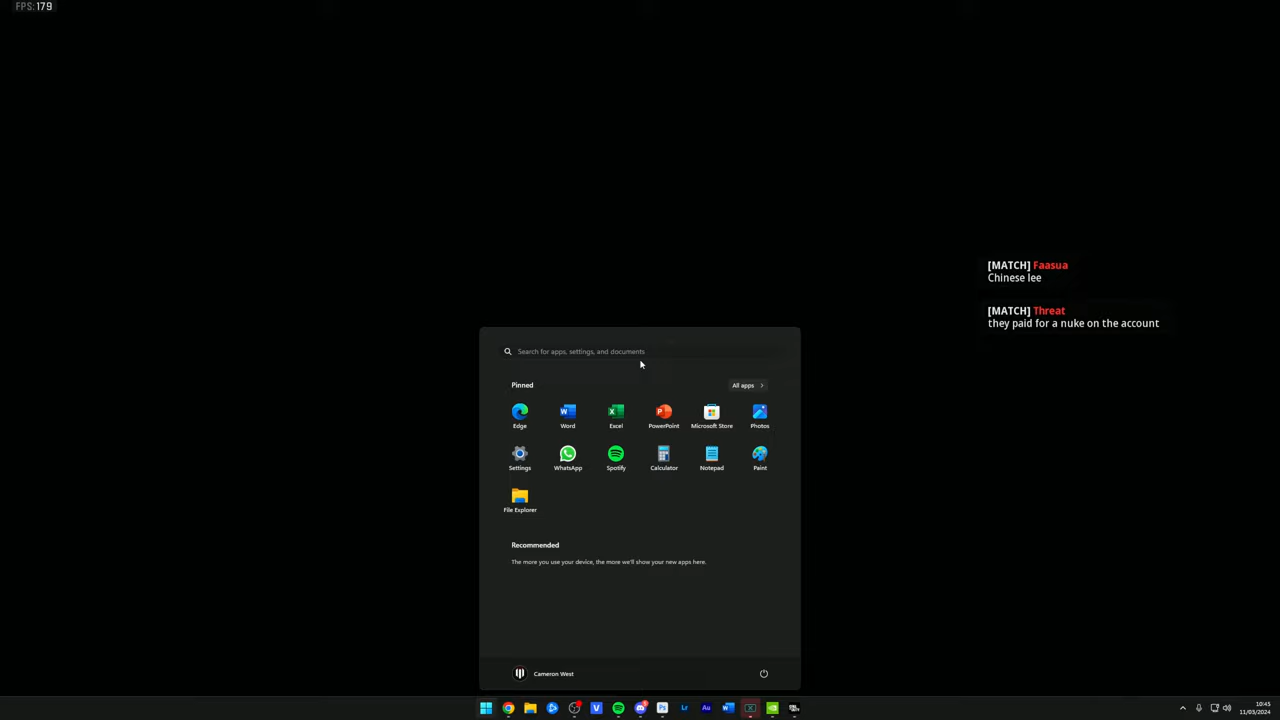 FPS: 179
[MATCH] Faasua
Chinese lee
[MATCH] Threat
they paid for a nuke on the account
Search for apps, settings, and documents
Pinned
All apps >
Edge
Word
Excel
PowerPoint
Microsoft Store
Photos
Settings
WhatsApp
Spotify
Calculator
Notepad
Paint
File Explorer
Recommended
The more you use your device, the more we'll show your new apps here.
Cameron West
Ps
Lr
Au
10:45
11/03/2024